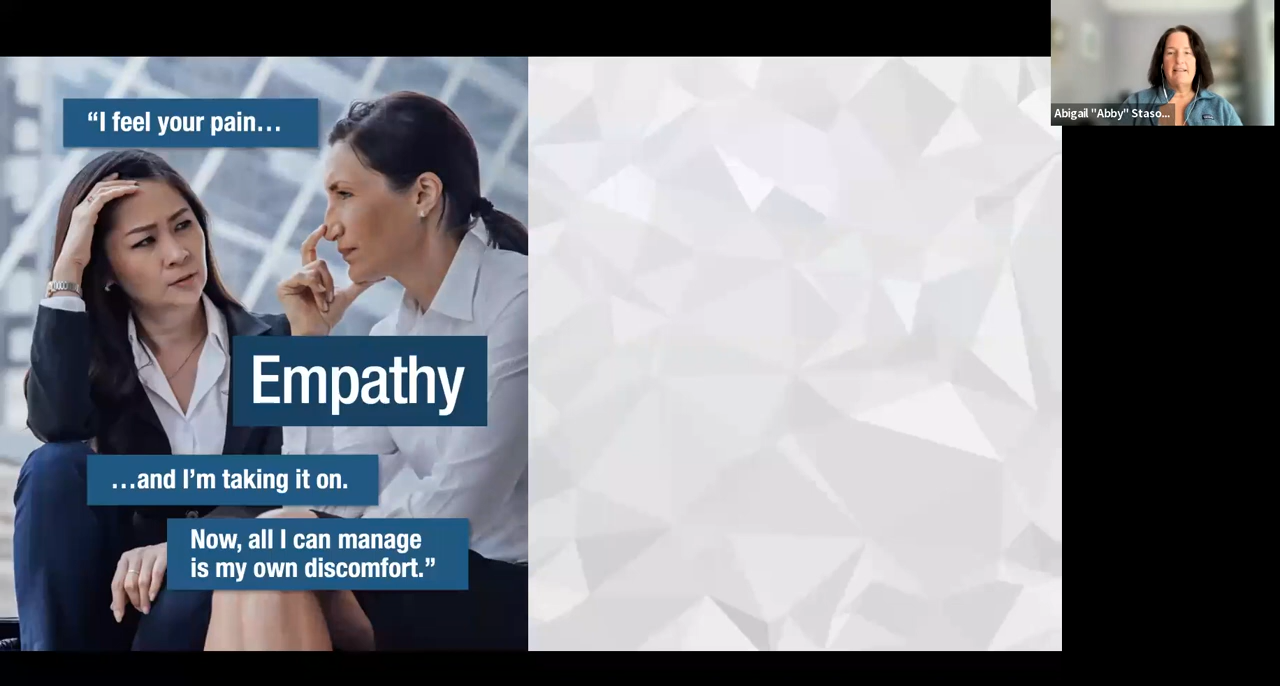 “I feel your pain…
Empathy
…and I’m taking it on.
Now, all I can manage
is my own discomfort.”
Abigail "Abby" Staso...